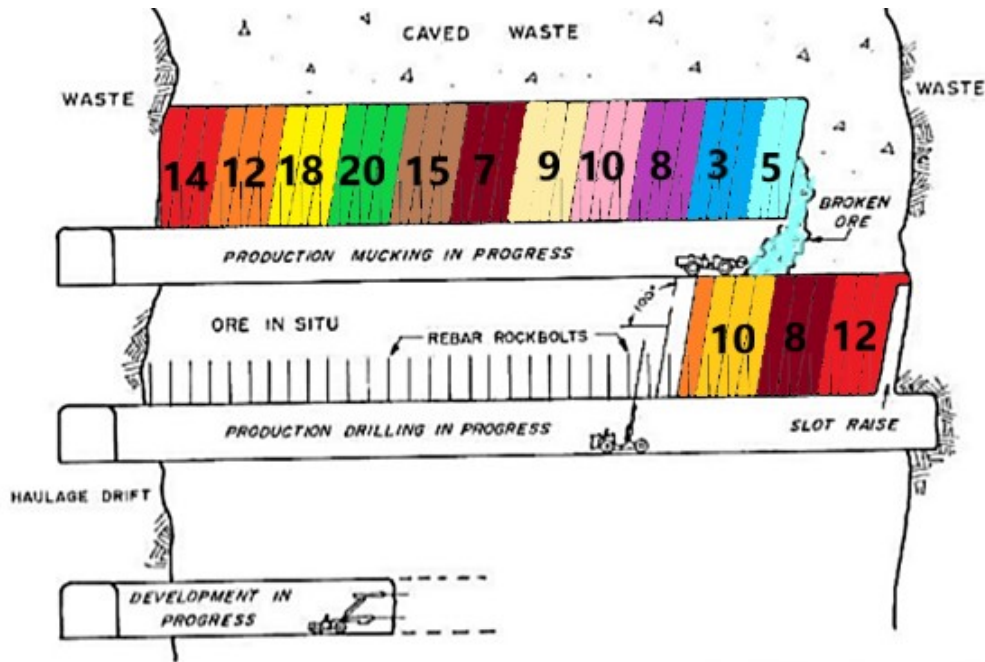 CAVED WASTE
WASTE
WASTE
14 12 18 20 15 7 9 10 8 3 5
BROKEN
ORE
PRODUCTION MUCKING IN PROGRESS
100°
ORE IN SITU
REBAR ROCKBOLTS
10 8 12
PRODUCTION DRILLING IN PROGRESS
SLOT RAISE
HAULAGE DRIFT
DEVELOPMENT IN
PROGRESS